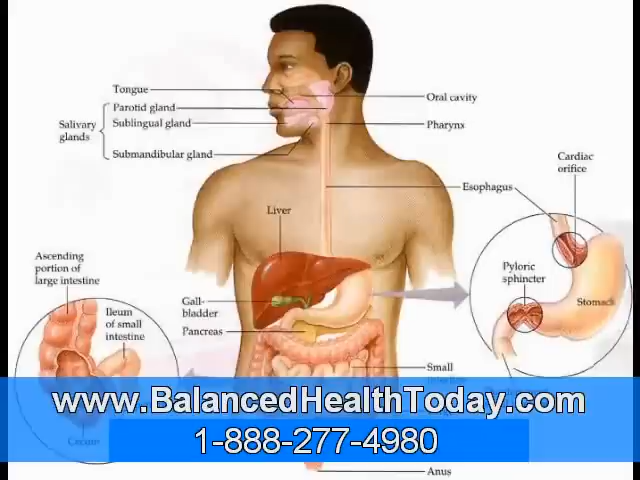 Tongue
Parotid gland
Salivary
glands
Sublingual gland
Submandibular gland
Oral cavity
Pharynx
Cardiac
orifice
Esophagus
Liver
Ascending
portion of
large intestine
Pyloric
sphincter
Ileum
of small
intestine
Gall-
bladder
Stomach
Pancreas
Small
www.BalancedHealthToday.com
Cecum
1-888-277-4980
Anus